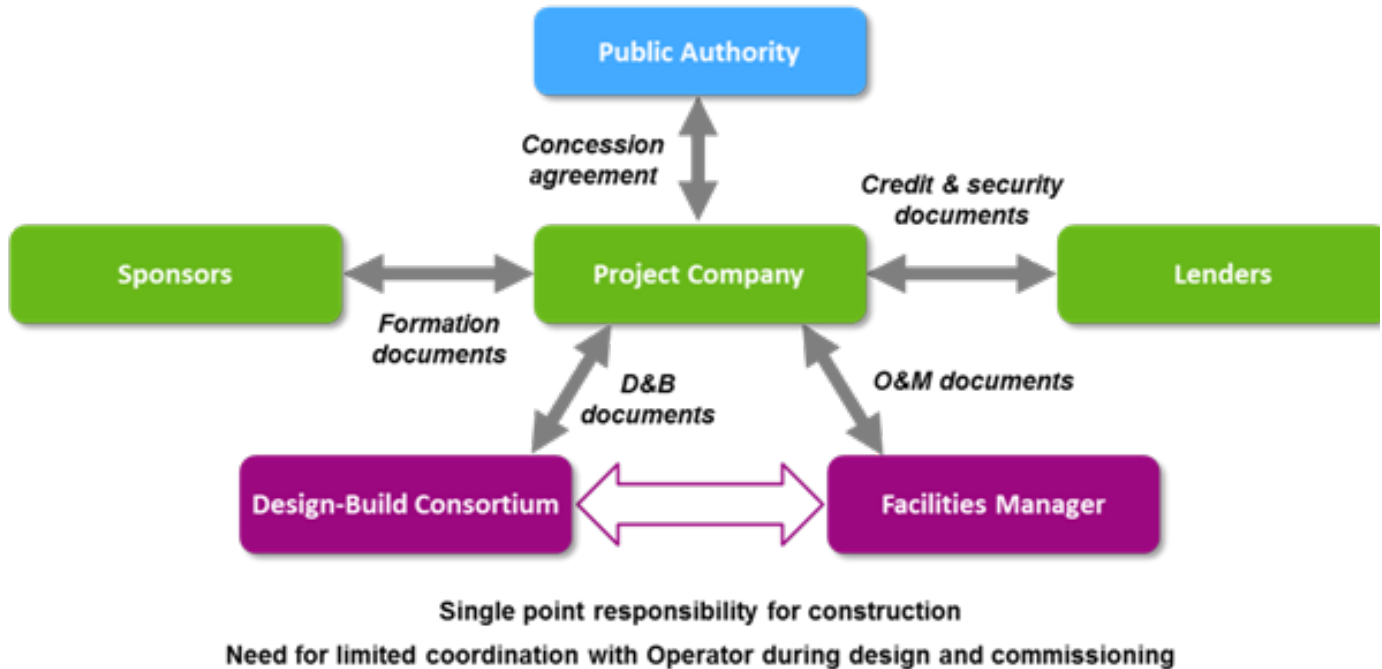 Public Authority
Concession
agreement
Credit & security
documents
Sponsors
Project Company
Lenders
Formation
documents
D&B
documents
O&M documents
Design-Build Consortium
Facilities Manager
Single point responsibility for construction
Need for limited coordination with Operator during design and commissioning